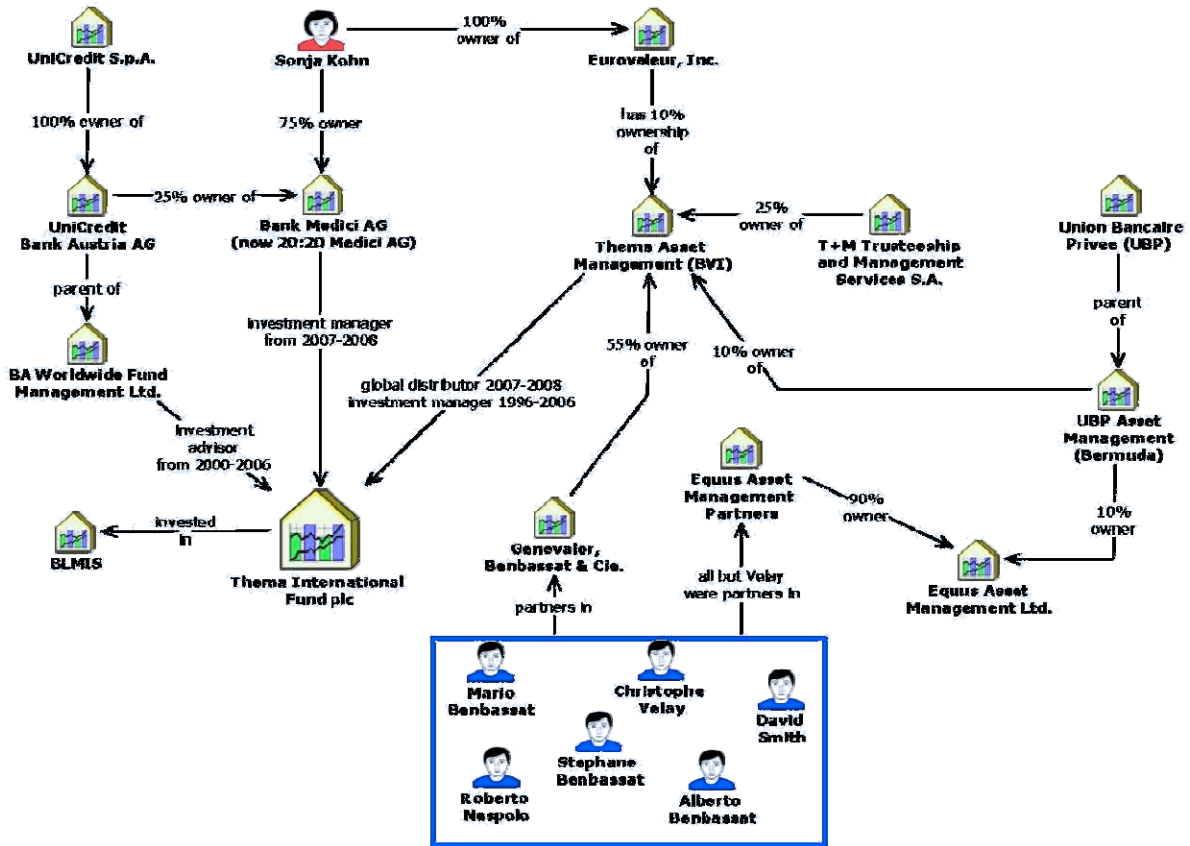 UniCredit S.p.A.
Sonja Kohn
100%
owner of
Eurovaleur, Inc.
100% owner of
75% owner
has 10%
ownership
of
UniCredit
Bank Austria AG
25% owner of
Bank Medici AG
(now 20:20 Medici AG)
Thema Asset
Management (BVI)
25%
owner of
T+M Trusteeship
and Management
Services S.A.
Union Bancaire
Privee (UBP)
parent of
investment manager
from 2007-2008
55% owner
of
10% owner
of
parent
of
BA Worldwide Fund
Management Ltd.
global distributor 2007-2008
investment manager 1996-2006
UBP Asset
Management
(Bermuda)
Investment
advisor
from 2000-2006
Equus Asset
Management
Partners
90%
owner
10%
owner
BLMIS
invested
in
Thema International
Fund plc
Genevalor,
Benbassat & Cie.
all but Velay
were partners in
Equus Asset
Management Ltd.
partners in
Mario
Benbassat
Christophe
Velay
David
Smith
Stephane
Benbassat
Roberto
Nespolo
Alberto
Benbassat